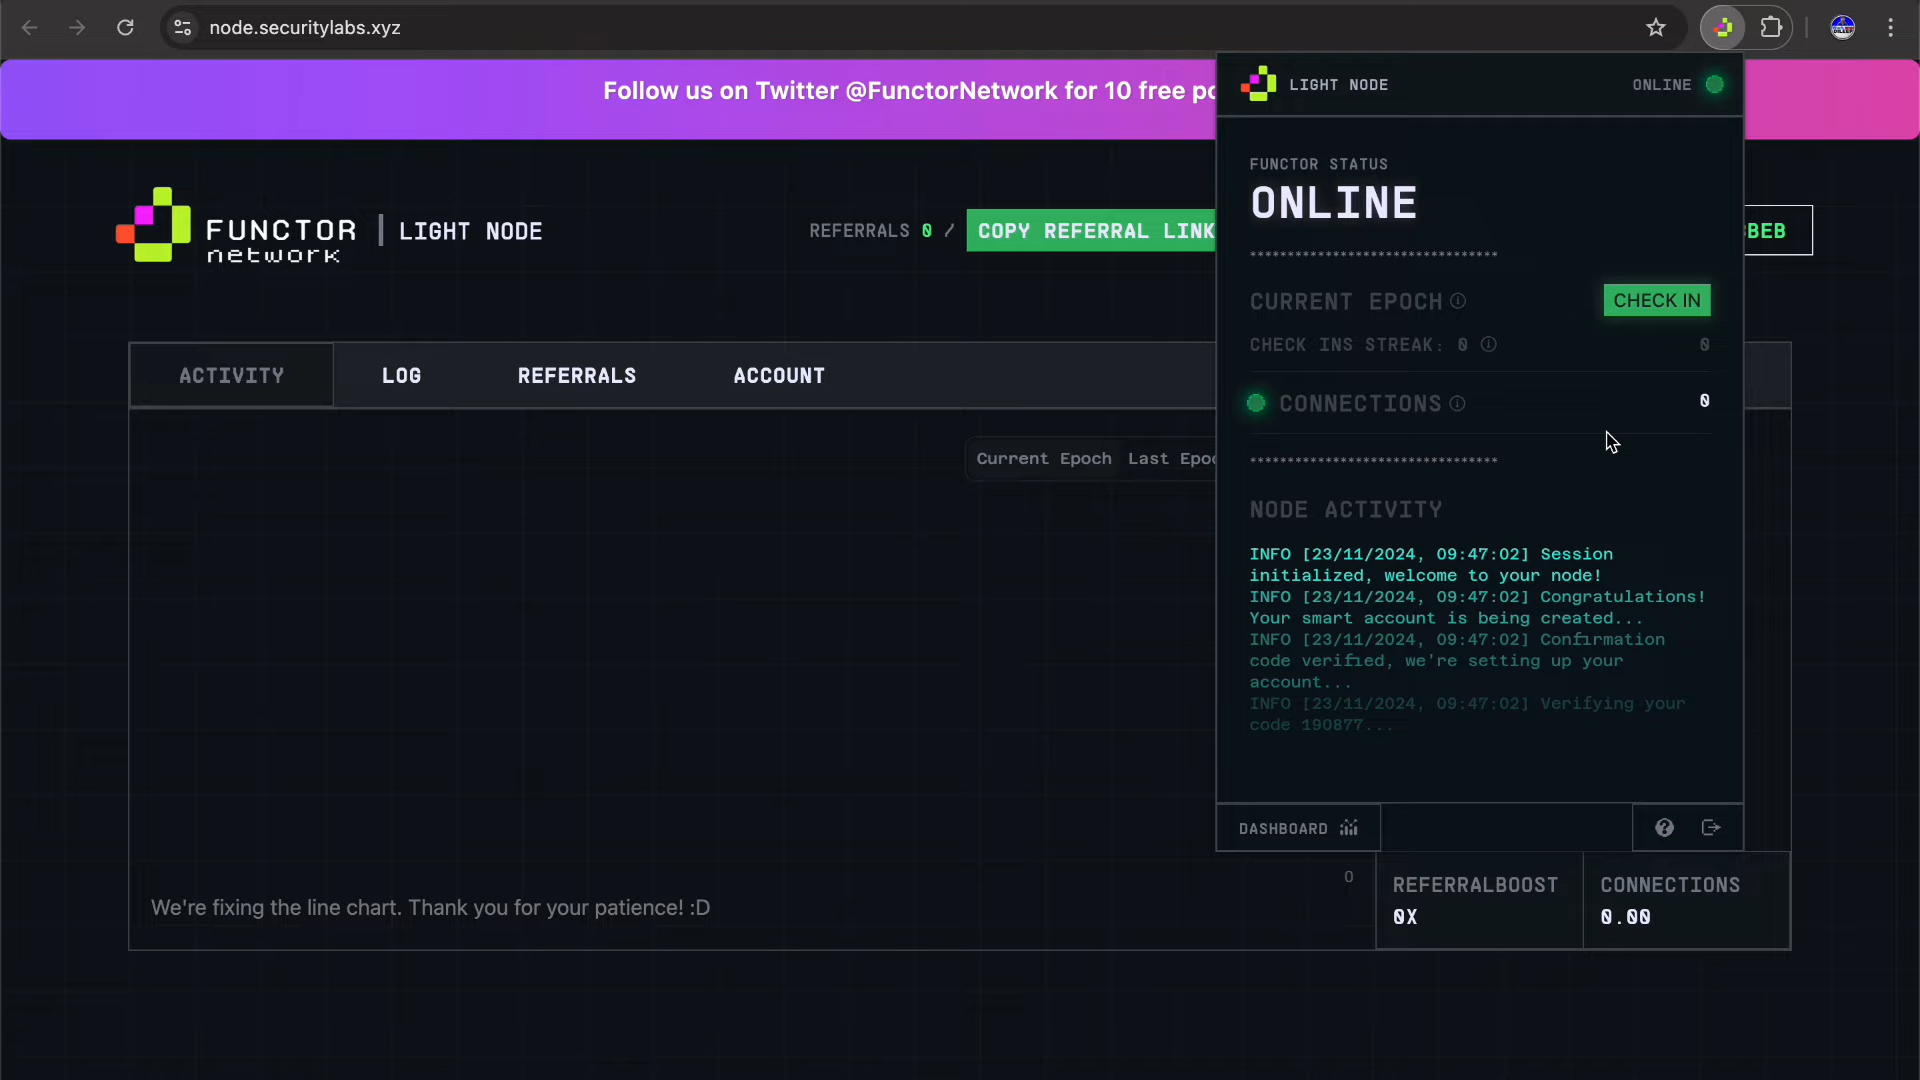 node.securitylabs.xyz
Follow us on Twitter @FunctorNetwork for 10 free
LIGHT NODE
ONLINE
FUNCTOR STATUS
ONLINE
FUNCTOR
network
LIGHT NODE
REFERRALS 0 /
COPY REFERRAL LINK
BEB
*********************************
CURRENT EPOCH
CHECK IN
CHECK INS STREAK: 0
0
CONNECTIONS
0
*********************************
ACTIVITY
LOG
REFERRALS
ACCOUNT
Current Epoch
Last
NODE ACTIVITY
INFO [23/11/2024, 09:47:02] Session
initialized, welcome to your node!
INFO [23/11/2024, 09:47:02] Congratulations!
Your smart account is being created...
INFO [23/11/2024, 09:47:02] Confirmation
code verified, we're setting up your
account...
INFO [23/11/2024, 09:47:02] Verifying your
code 190877...
DASHBOARD
0
REFERRALBOOST
0X
CONNECTIONS
0.00
We're fixing the line chart. Thank you for your patience! :D